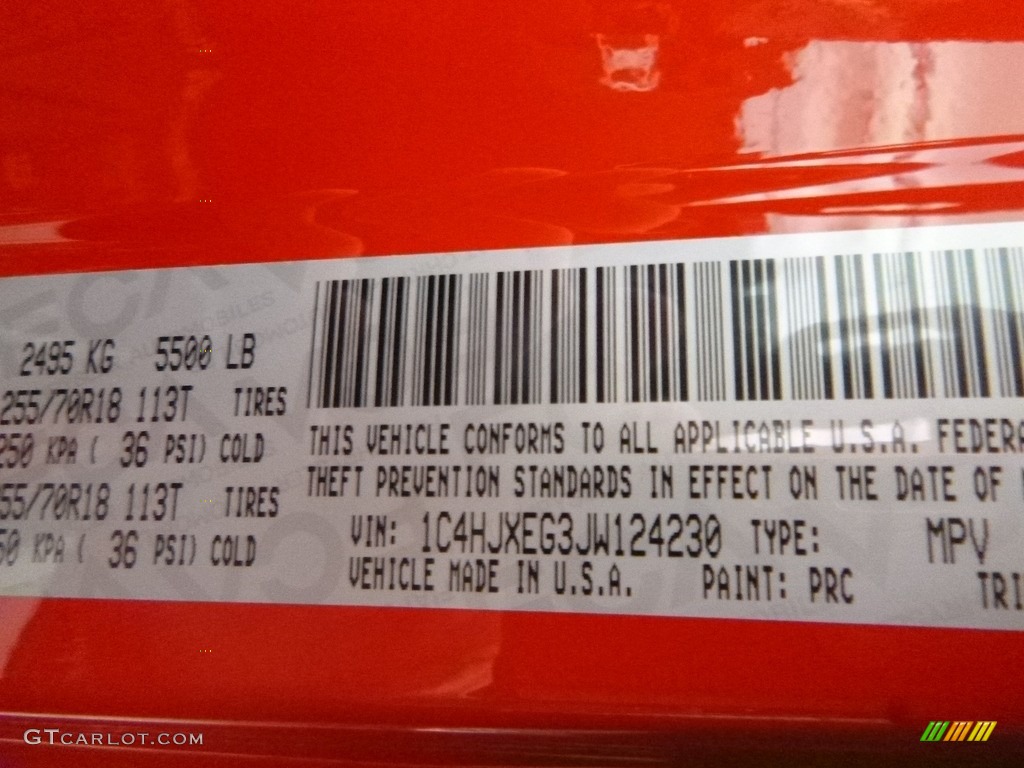 2495 KG 5500 LB
255/70R18 113T TIRES
250 KPA ( 36 PSI) COLD
55/70R18 113T TIRES
50 KPA ( 36 PSI) COLD
THIS VEHICLE CONFORMS TO ALL APPLICABLE U.S.A. FEDERA
THEFT PREVENTION STANDARDS IN EFFECT ON THE DATE OF
VIN: 1C4HJXEG3JW124230 TYPE: MPV
VEHICLE MADE IN U.S.A. PAINT: PRC TRI
GTCARLOT.COM